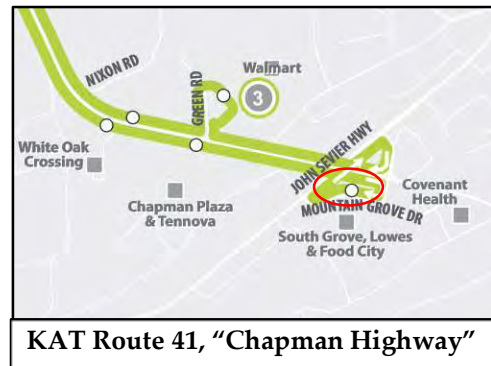 NIXON RD
GREEN RD
Walmart
3
JOHN SEVIER HWY
White Oak
Crossing
Chapman Plaza
& Tennova
MOUNTAIN GROVE DR
Covenant
Health
South Grove, Lowes
& Food City
KAT Route 41, “Chapman Highway”